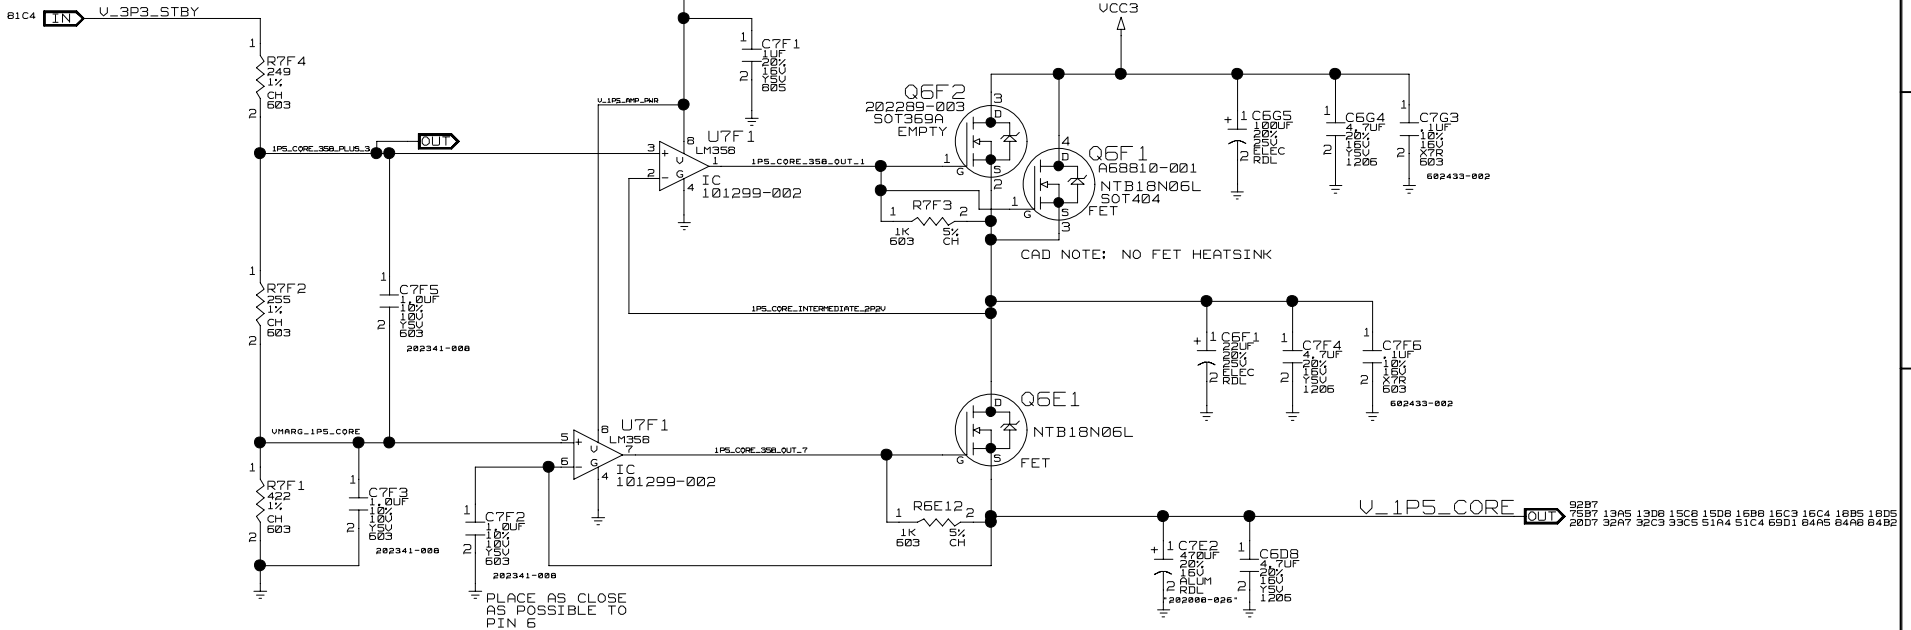 81C4 IN V_3P3_STBY
1
R7F4
249
1%
CH
603
2
1
C7F1
1UF
20%
16V
Y5V
805
2
V_1P5_AMP_PWR
OUT
1P5_CORE_358_PLUS_3
U7F1
LM358
3 +
2 -
8
V
G
4
1
IC
101299-002
1P5_CORE_358_OUT_1
VCC3
Q6F2
202289-003
SOT369A
EMPTY
3
D
1
G
S
2
Q6F1
A68810-001
NTB18N06L
SOT404
FET
4
D
1
G
S
3
R7F3
1 2
1K 5%
603 CH
CAD NOTE: NO FET HEATSINK
+ 1 C6G5
100UF
20%
25V
ELEC
2 RDL
1 C6G4
4.7UF
20%
16V
Y5V
2 1206
1 C7G3
.1UF
10%
16V
X7R
2 603
602433-002
1
R7F2
255
1%
CH
603
2
1
C7F5
1.0UF
10%
10V
Y5V
2 603
202341-008
1P5_CORE_INTERMEDIATE_2P2V
+ 1 C6F1
22UF
20%
25V
ELEC
2 RDL
1 C7F4
4.7UF
20%
16V
Y5V
2 1206
1 C7F6
.1UF
10%
16V
X7R
2 603
602433-002
VMARG_1P5_CORE
U7F1
LM358
5 +
6 -
8
V
G
4
7
IC
101299-002
1P5_CORE_358_OUT_7
Q6E1
NTB18N06L
FET
D
G
S
1
R7F1
422
1%
CH
603
2
1
C7F3
1.0UF
10%
10V
Y5V
2 603
202341-008
1
C7F2
1.0UF
10%
10V
Y5V
2 603
202341-008
PLACE AS CLOSE
AS POSSIBLE TO
PIN 6
R6E12
1 2
1K 5%
603 CH
V_1P5_CORE OUT
92B7
75B7 13A5 13D8 15C8 15D8 16B8 16C3 16C4 18B5 18D5
20D7 32A7 32C3 33C5 51A4 51C4 69D1 84A5 84A8 84B2
+ 1 C7E2
470UF
20%
16V
ALUM
2 RDL
"202008-026"
1 C6D8
4.7UF
20%
16V
Y5V
2 1206